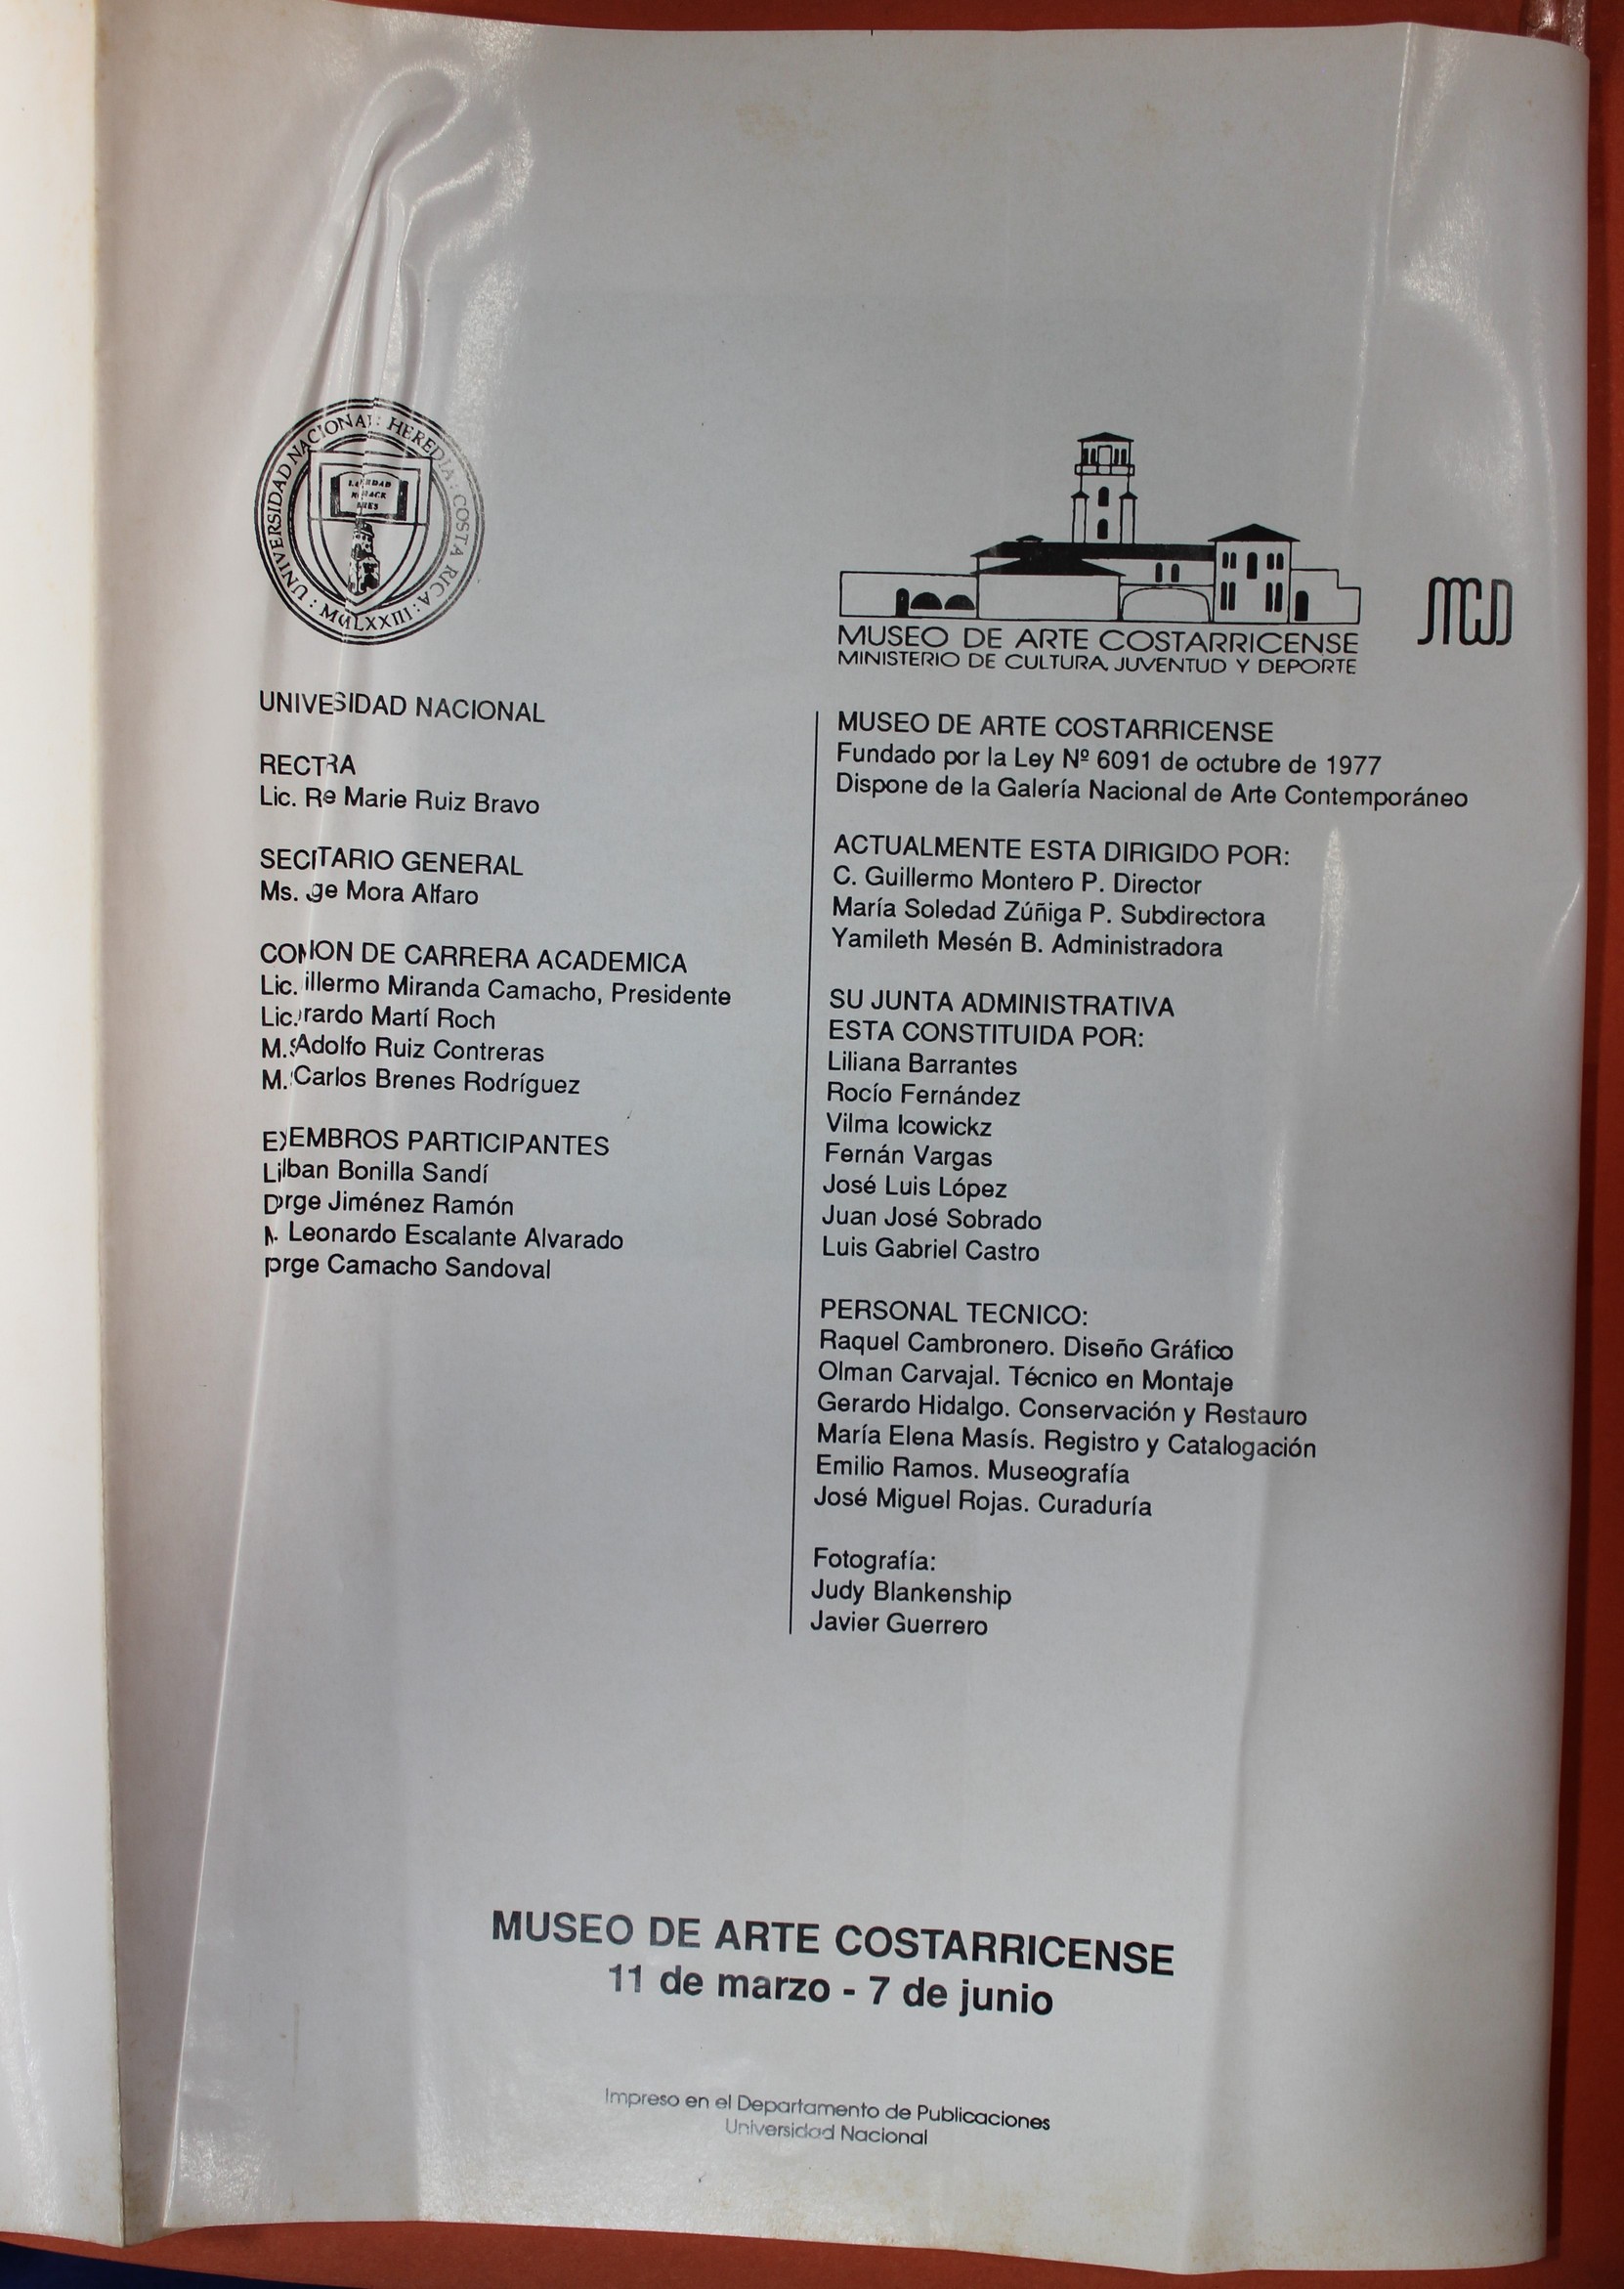 UNIVERSIDAD NACIONAL : HEREDIA : COSTA RICA :
MUSEO DE ARTE COSTARRICENSE
MINISTERIO DE CULTURA, JUVENTUD Y DEPORTE
MCJD
UNIVESIDAD NACIONAL
RECTRA
Lic. Marie Ruiz Bravo
TARIO GENERAL
Ms. Mora Alfaro
DE CARRERA ACADEMICA
Lic. illermo Miranda Camacho, Presidente
Lic. rardo Martí Roch
Adolfo Ruiz Contreras
Carlos Brenes Rodríguez
EMBROS PARTICIPANTES
Bonilla Sandí
rge Jiménez Ramón
Leonardo Escalante Alvarado
rge Camacho Sandoval
MUSEO DE ARTE COSTARRICENSE
Fundado por la Ley Nº 6091 de octubre de 1977
Dispone de la Galería Nacional de Arte Contemporáneo
ACTUALMENTE ESTA DIRIGIDO POR:
C. Guillermo Montero P. Director
María Soledad Zúñiga P. Subdirectora
Yamileth Mesén B. Administradora
SU JUNTA ADMINISTRATIVA
ESTA CONSTITUIDA POR:
Liliana Barrantes
Rocío Fernández
Vilma Icowickz
Fernán Vargas
José Luis López
Juan José Sobrado
Luis Gabriel Castro
PERSONAL TECNICO:
Raquel Cambronero. Diseño Gráfico
Olman Carvajal. Técnico en Montaje
Gerardo Hidalgo. Conservación y Restauro
María Elena Masís. Registro y Catalogación
Emilio Ramos. Museografía
José Miguel Rojas. Curaduría
Fotografía:
Judy Blankenship
Javier Guerrero
MUSEO DE ARTE COSTARRICENSE
11 de marzo - 7 de junio
Impreso en el Departamento de Publicaciones
Universidad Nacional